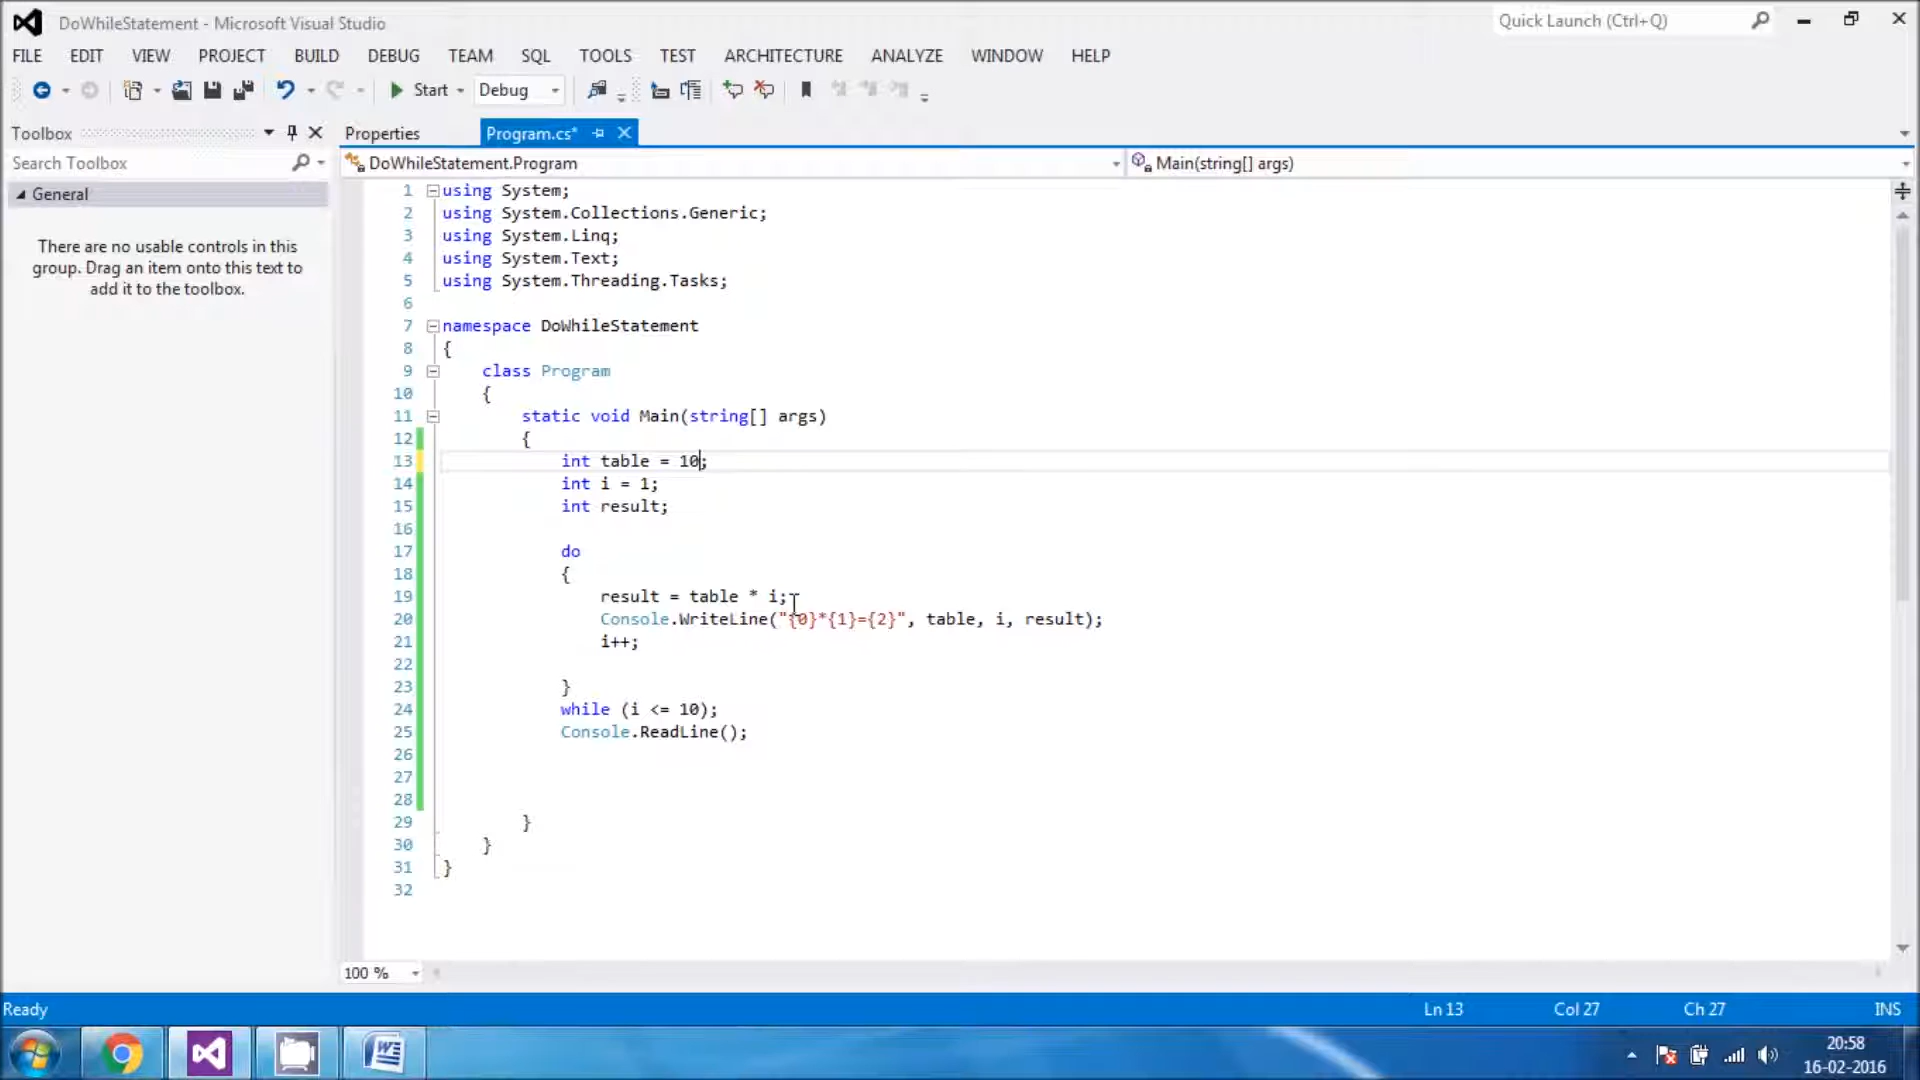 DoWhileStatement - Microsoft Visual Studio
Quick Launch (Ctrl+Q)
FILE EDIT VIEW PROJECT BUILD DEBUG TEAM SQL TOOLS TEST ARCHITECTURE ANALYZE WINDOW HELP
Start Debug
Toolbox
Properties Program.cs*
Search Toolbox
DoWhileStatement.Program Main(string[] args)
General
There are no usable controls in this
group. Drag an item onto this text to
add it to the toolbox.
1 using System;
2 using System.Collections.Generic;
3 using System.Linq;
4 using System.Text;
5 using System.Threading.Tasks;
6
7 namespace DoWhileStatement
8 {
9 class Program
10 {
11 static void Main(string[] args)
12 {
13 int table = 10;
14 int i = 1;
15 int result;
16
17 do
18 {
19 result = table * i;
20 Console.WriteLine("{0}*{1}={2}", table, i, result);
21 i++;
22
23 }
24 while (i <= 10);
25 Console.ReadLine();
26
27
28
29 }
30 }
31 }
32
100 %
Ready Ln 13 Col 27 Ch 27 INS
20:58
16-02-2016